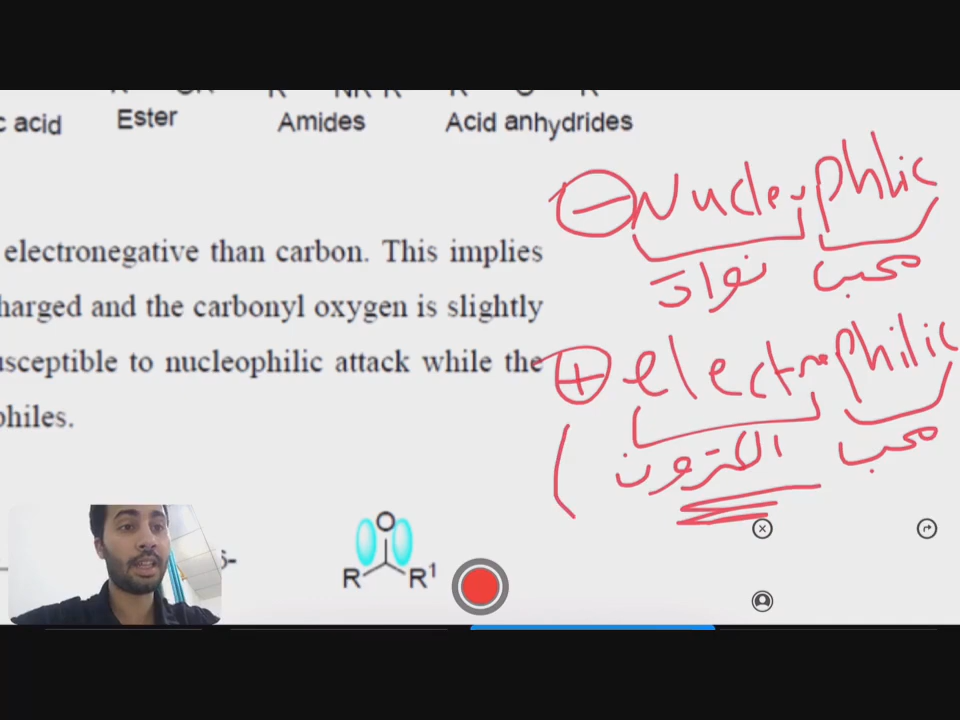 c acid Ester Amides Acid anhydrides
electronegative than carbon. This implies
harged and the carbonyl oxygen is slightly
usceptible to nucleophilic attack while the
philes.
− Nucleophlic
نواة محب
+ electrophilic
الكترون محب
O
R R¹